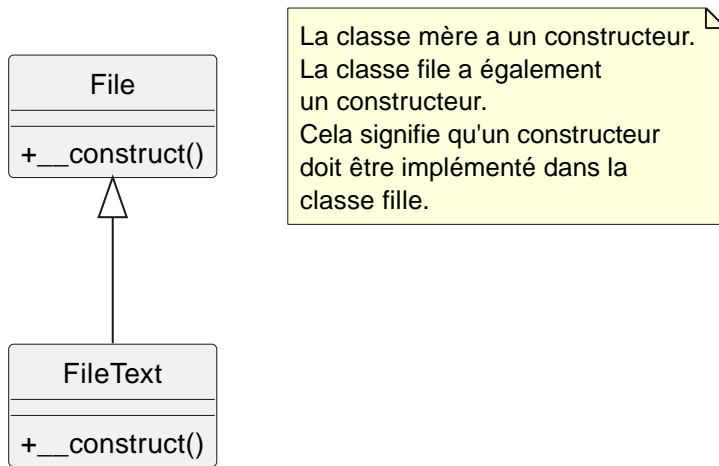 File
+__construct()
FileText
+__construct()
La classe mère a un constructeur.
La classe file a également
un constructeur.
Cela signifie qu'un constructeur
doit être implémenté dans la
classe fille.